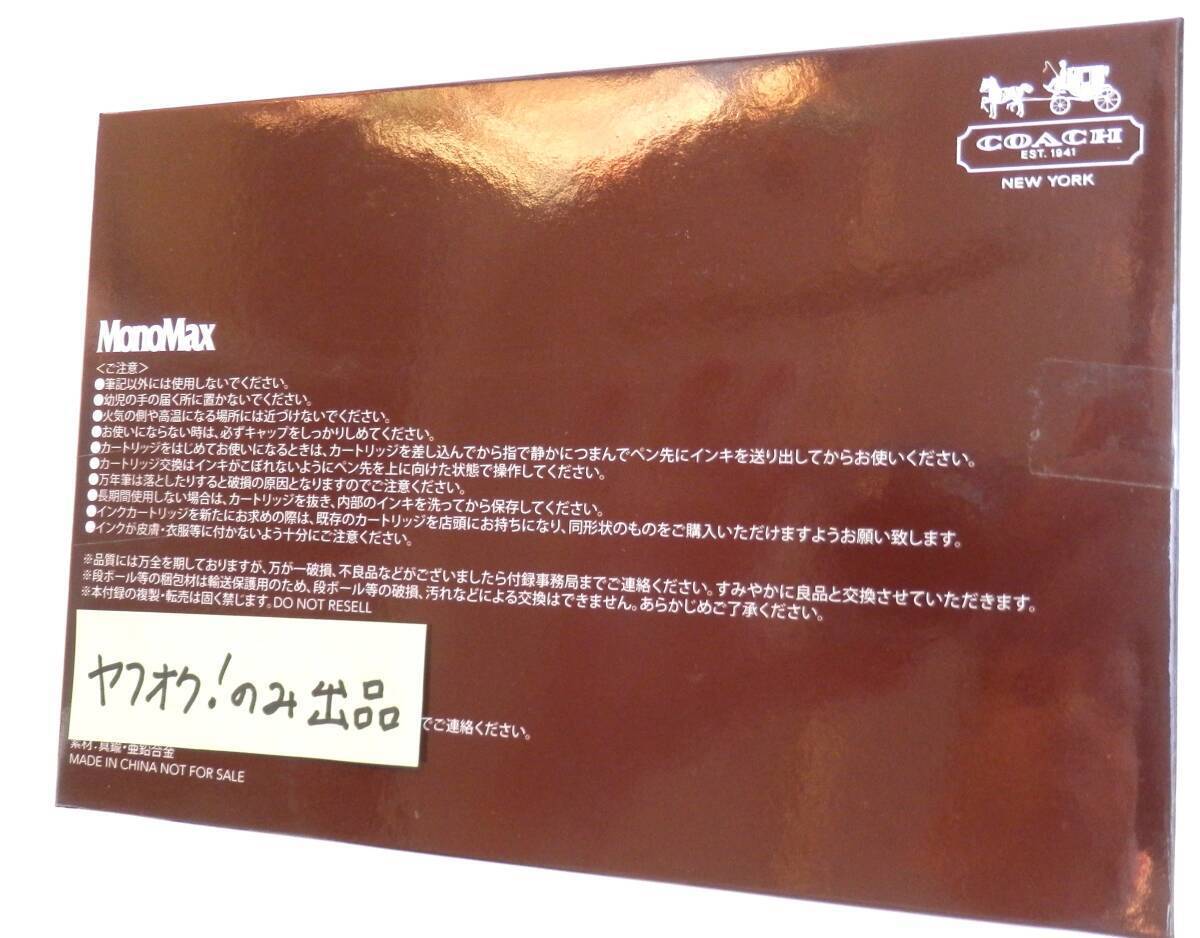 COACH
EST. 1941
NEW YORK
MonoMax
＜ご注意＞
●筆記以外には使用しないでください。
●幼児の手の届く所に置かないでください。
●火気の側や高温になる場所には近づけないでください。
●お使いにならない時は、必ずキャップをしっかりしめてください。
●カートリッジをはじめてお使いになるときは、カートリッジを差し込んでから指で静かにつまんでペン先にインキを送り出してからお使いください。
●カートリッジ交換はインキがこぼれないようにペン先を上に向けた状態で操作してください。
●万年筆は落としたりすると破損の原因となりますのでご注意ください。
●長期間使用しない場合は、カートリッジを抜き、内部のインキを洗ってから保存してください。
●インクカートリッジを新たにお求めの際は、既存のカートリッジを店頭にお持ちになり、同形状のものをご購入いただけますようお願い致します。
●インクが皮膚・衣服等に付かないよう十分にご注意ください。
※品質には万全を期しておりますが、万が一破損、不良品などがございましたら付録事務局までご連絡ください。すみやかに良品と交換させていただきます。
※段ボール等の梱包材は輸送保護用のため、段ボール等の破損、汚れなどによる交換はできません。あらかじめご了承ください。
※本付録の複製・転売は固く禁じます。DO NOT RESELL
ヤフオク!のみ出品
でご連絡ください。
素材：真鍮・亜鉛合金
MADE IN CHINA NOT FOR SALE